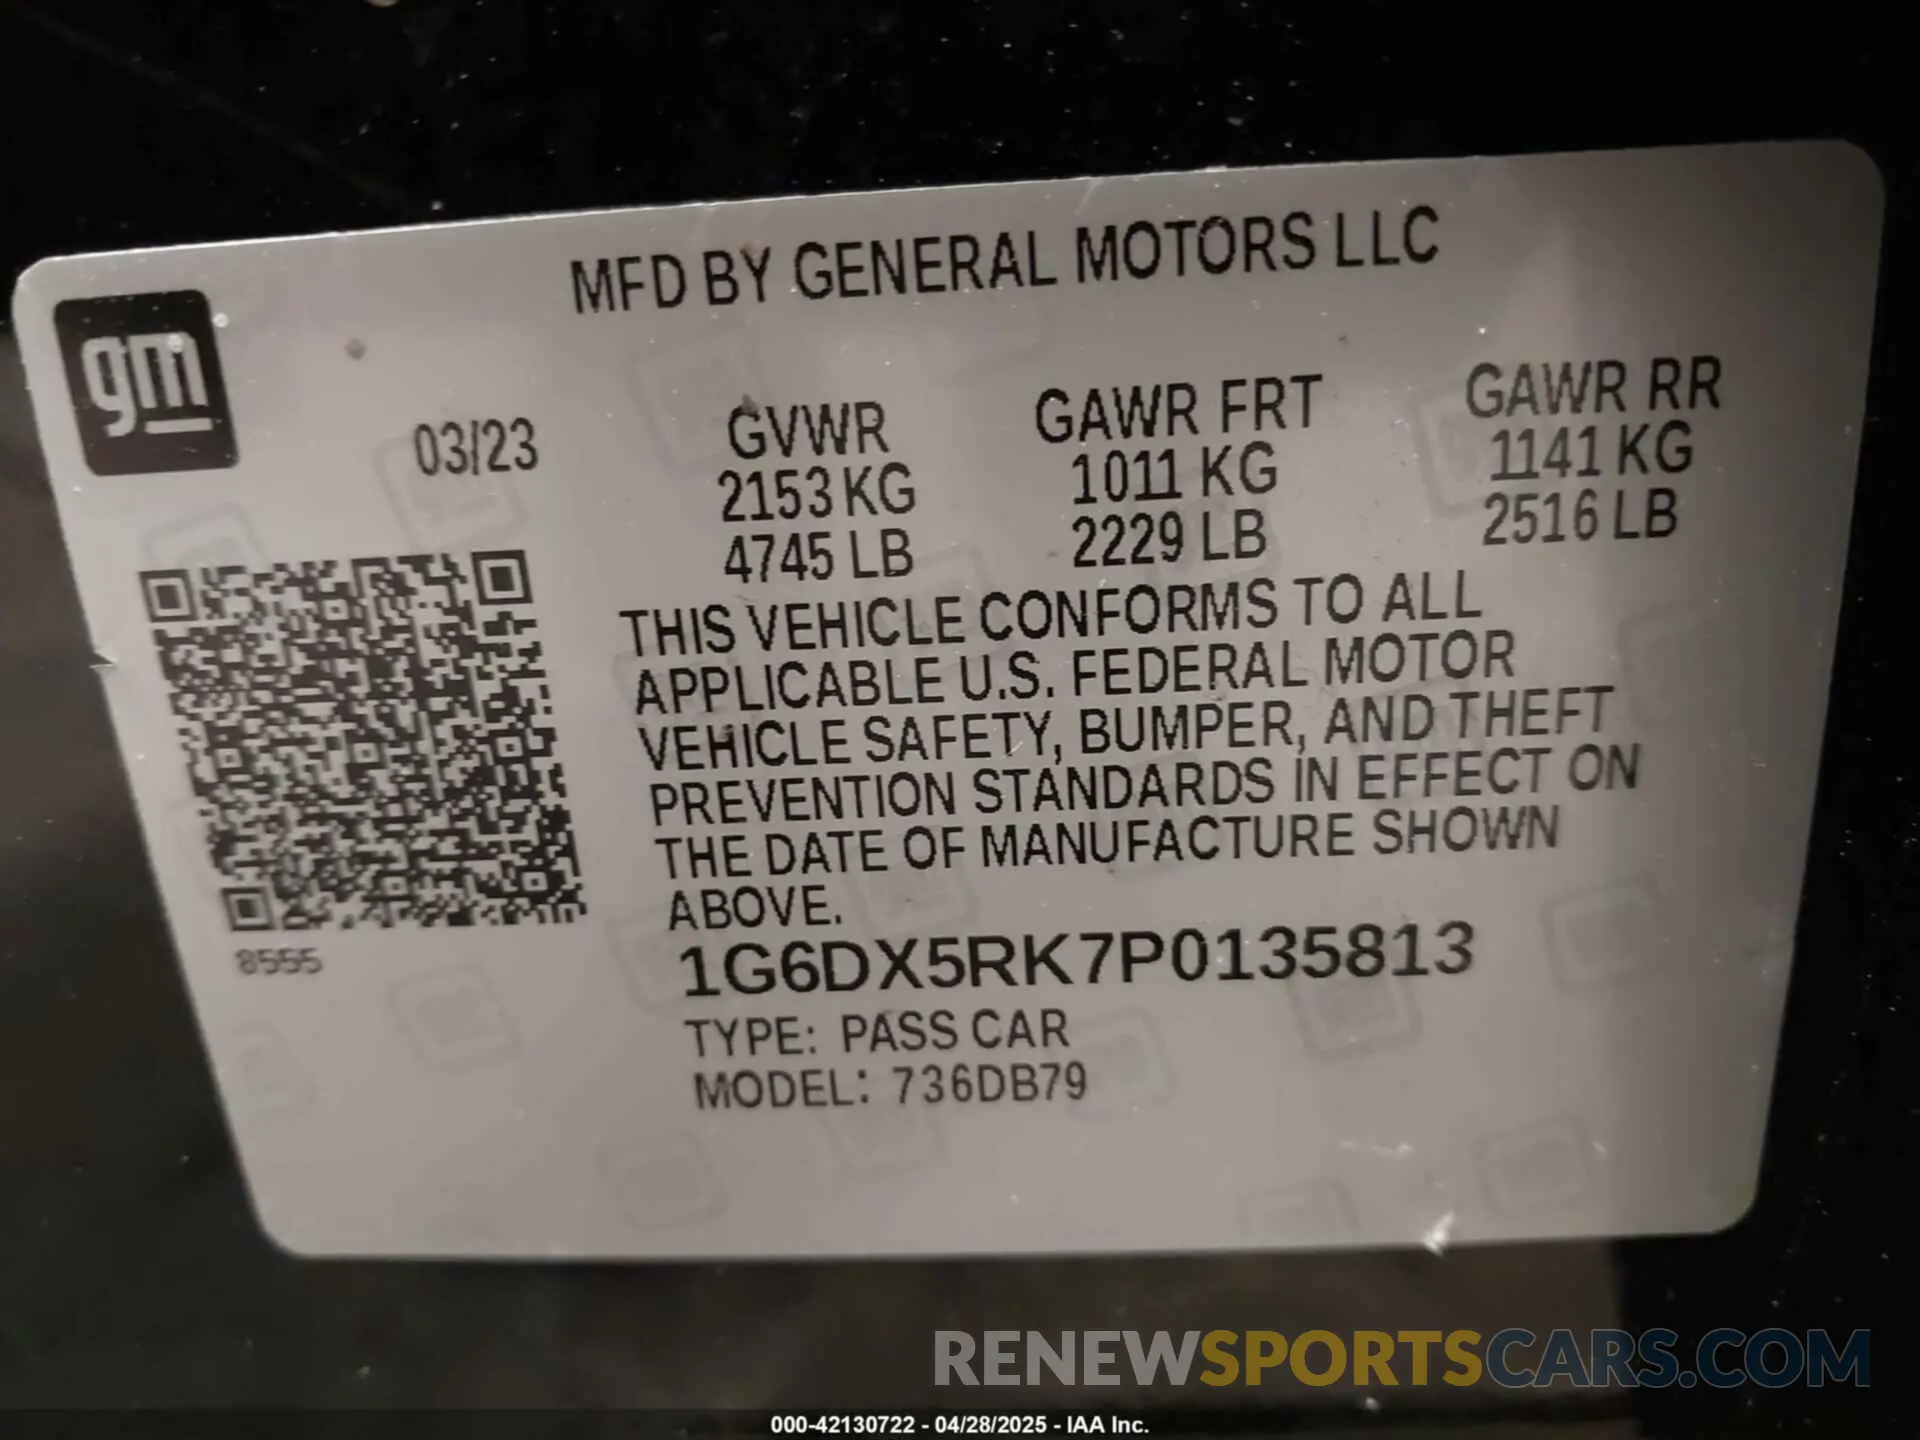 MFD BY GENERAL MOTORS LLC
gm
03/23
GVWR
2153 KG
4745 LB
GAWR FRT
1011 KG
2229 LB
GAWR RR
1141 KG
2516 LB
THIS VEHICLE CONFORMS TO ALL
APPLICABLE U.S. FEDERAL MOTOR
VEHICLE SAFETY, BUMPER, AND THEFT
PREVENTION STANDARDS IN EFFECT ON
THE DATE OF MANUFACTURE SHOWN
ABOVE.
8555
1G6DX5RK7P0135813
TYPE: PASS CAR
MODEL: 736DB79
RENEWSPORTSCARS.COM
000-42130722 - 04/28/2025 - IAA Inc.